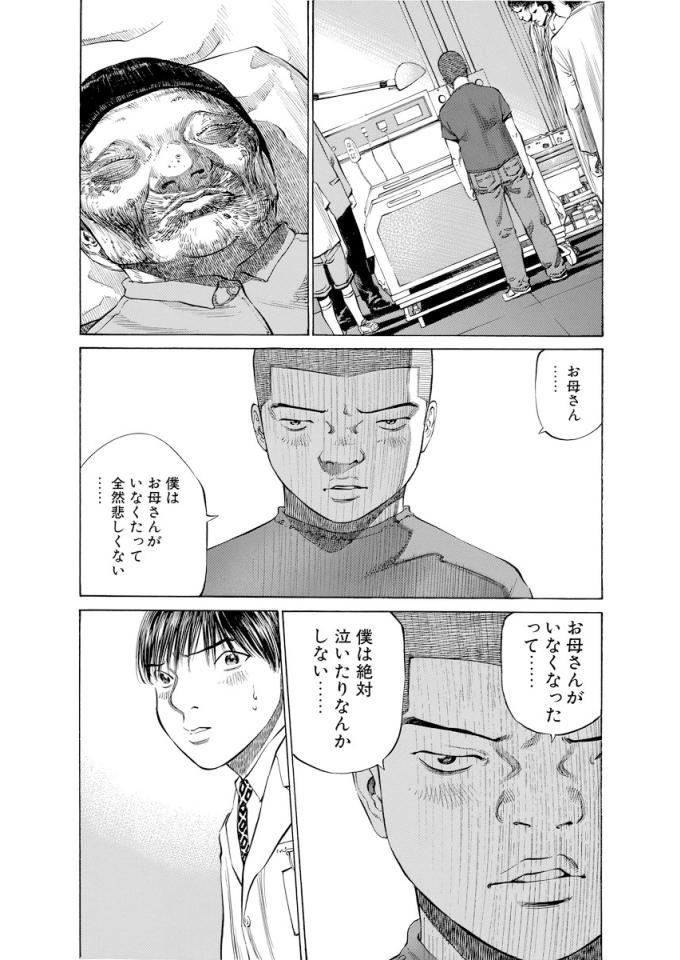 お母さん
……
僕は
お母さんが
いなくたって
全然悲しくない
……
お母さんが
いなくなった
って……
僕は絶対
泣いたりなんか
しない……